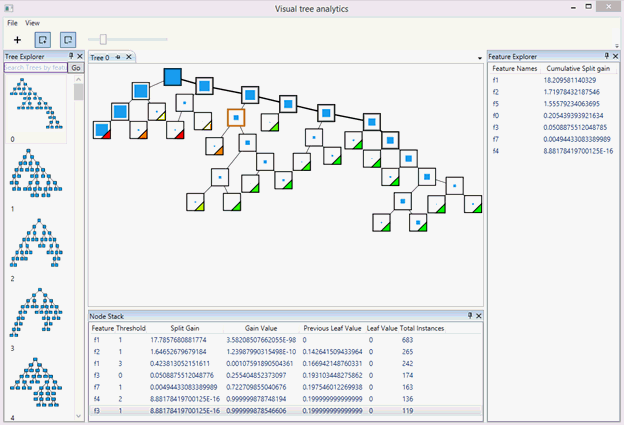 Visual tree analytics
File View
Tree Explorer
Search Trees by featu Go
0
1
2
3
4
Tree 0
Feature Explorer
Feature Names Cumulative Split gain
f1 18.209581140329
f2 1.71978432187546
f5 1.55579234063695
f0 0.205439393921634
f3 0.0508875512048785
f7 0.00494433083389989
f4 8.88178419700125E-16
Node Stack
Feature Threshold Split Gain Gain Value Previous Leaf Value Leaf Value Total Instances
f1 1 17.7857680881774 3.58208507662055E-98 0 0 683
f2 1 1.64652679679184 1.23987990315498E-10 0.142641509433964 0 265
f1 3 0.423813052151611 0.00107591890504361 0.166942148760331 0 242
f3 0 0.0508875512048776 0.255404852373097 0.193103448275862 0 174
f7 1 0.00494433083389989 0.722709855040676 0.197546012269938 0 163
f4 2 8.88178419700125E-16 0.999999878748194 0.199999999999999 0 136
f3 1 8.88178419700125E-16 0.999999878546606 0.199999999999999 0 119